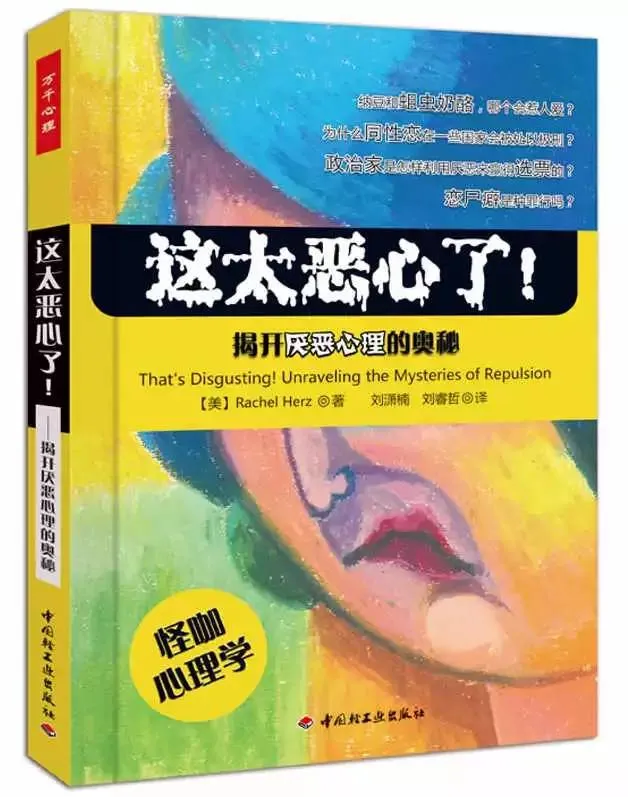 万千心理
这太恶心了!
——揭开厌恶心理的奥秘
中国轻工业出版社
纳豆和蛆虫奶酪,哪个会惹人爱?
为什么同性恋在一些国家会被处以极刑?
政治家是怎样利用厌恶来赢得选票的?
恋尸癖是种罪行吗?
这太恶心了!
揭开厌恶心理的奥秘
That's Disgusting! Unraveling the Mysteries of Repulsion
【美】Rachel Herz ◎著 刘潇楠 刘睿哲◎译
怪咖
心理学
中国轻工业出版社